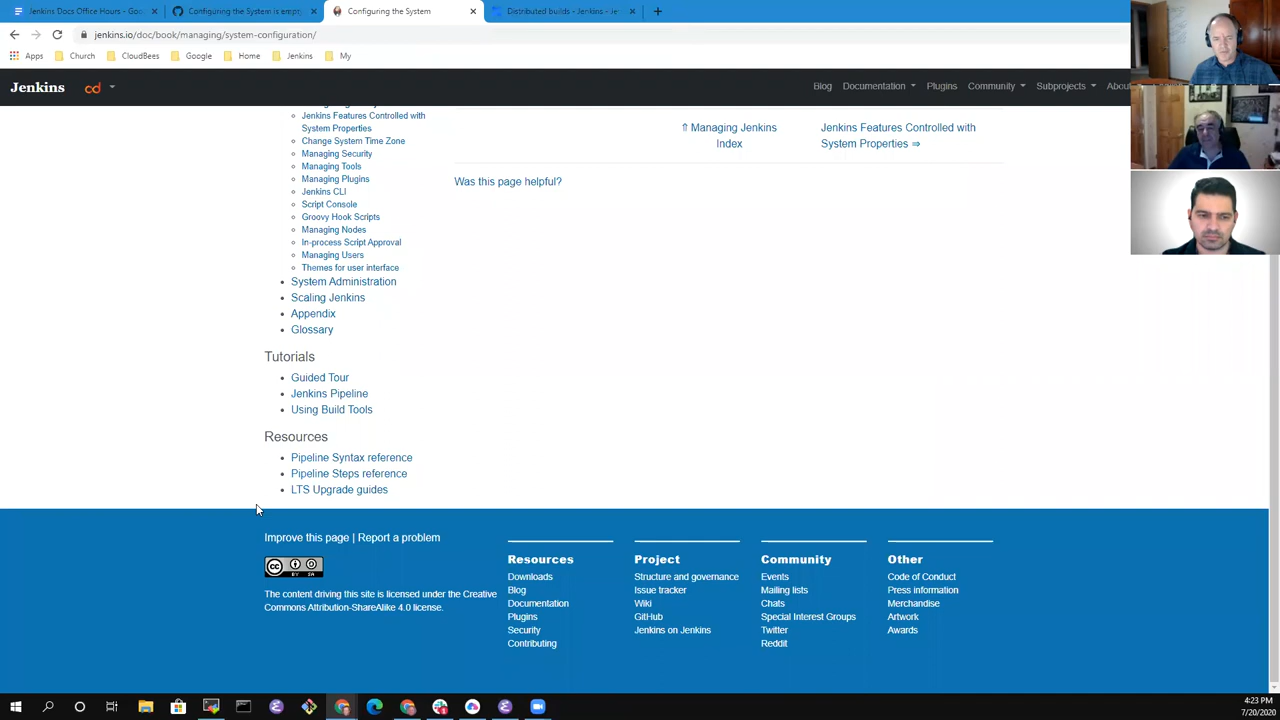 Jenkins Docs Office Hours - Goo
Configuring the System is empt
Configuring the System
Distributed builds - Jenkins - Je
jenkins.io/doc/book/managing/system-configuration/
Apps
Church
CloudBees
Google
Home
Jenkins
My
Jenkins
cd
Blog
Documentation
Plugins
Community
Subprojects
About
Jenkins Features Controlled with
System Properties
Change System Time Zone
Managing Security
Managing Tools
Managing Plugins
Jenkins CLI
Script Console
Groovy Hook Scripts
Managing Nodes
In-process Script Approval
Managing Users
Themes for user interface
System Administration
Scaling Jenkins
Appendix
Glossary
Tutorials
Guided Tour
Jenkins Pipeline
Using Build Tools
Resources
Pipeline Syntax reference
Pipeline Steps reference
LTS Upgrade guides
⇑ Managing Jenkins
Index
Jenkins Features Controlled with
System Properties ⇒
Was this page helpful?
Improve this page | Report a problem
CC BY SA
The content driving this site is licensed under the Creative
Commons Attribution-ShareAlike 4.0 license.
Resources
Downloads
Blog
Documentation
Plugins
Security
Contributing
Project
Structure and governance
Issue tracker
Wiki
GitHub
Jenkins on Jenkins
Community
Events
Mailing lists
Chats
Special Interest Groups
Twitter
Reddit
Other
Code of Conduct
Press information
Merchandise
Artwork
Awards
4:23 PM
7/20/2020